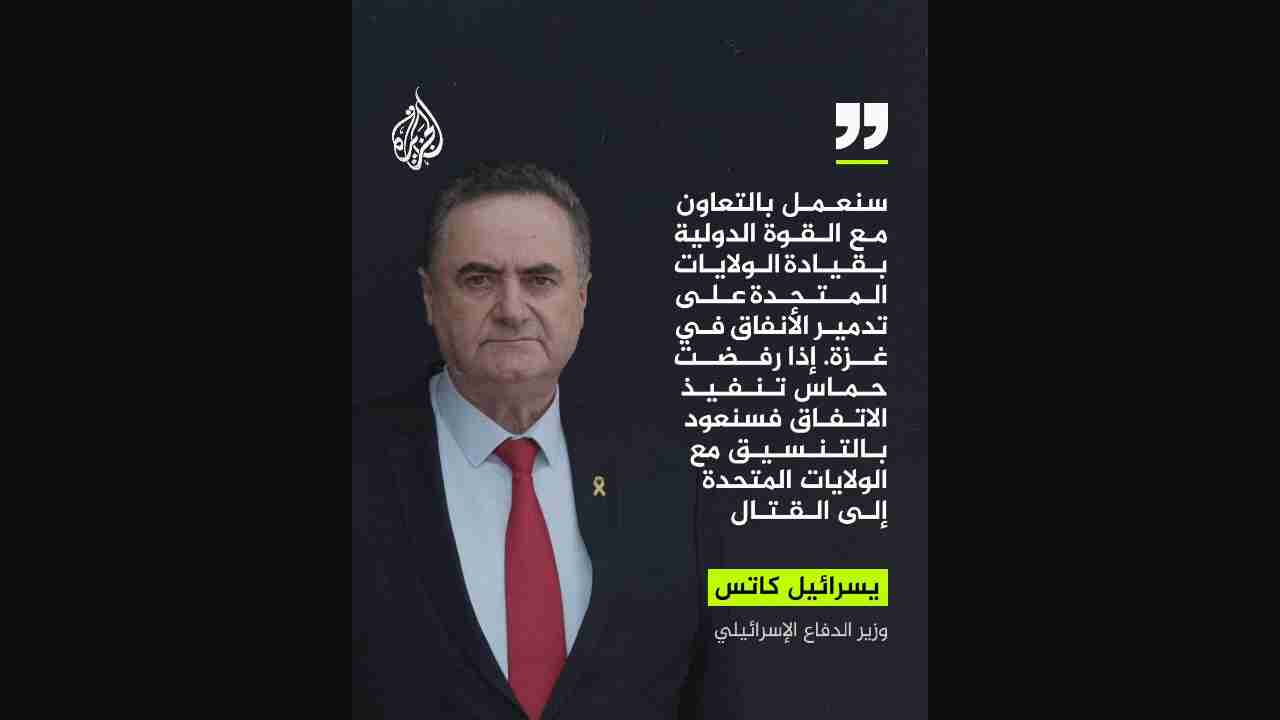 الجزيرة
سنعمل بالتعاون
مع القوة الدولية
بقيادة الولايات
المتحدة على
تدمير الأنفاق في
غزة. إذا رفضت
حماس تنفيذ
الاتفاق فسنعود
بالتنسيق مع
الولايات المتحدة
إلى القتال
يسرائيل كاتس
وزير الدفاع الإسرائيلي